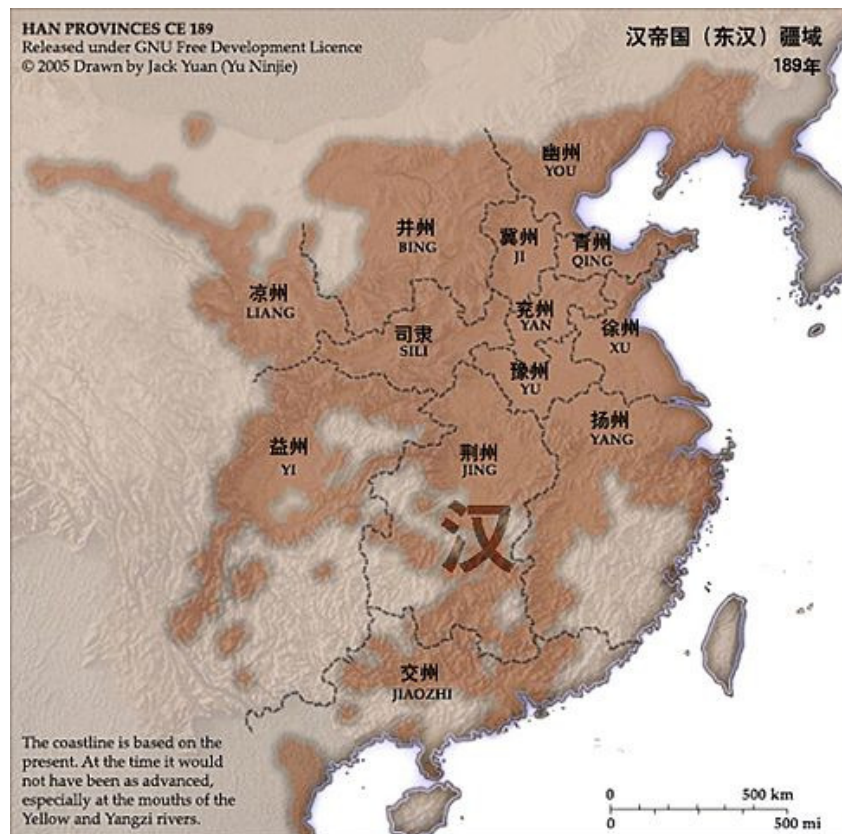 HAN PROVINCES CE 189
Released under GNU Free Development Licence
© 2005 Drawn by Jack Yuan (Yu Ninjie)
汉帝国（东汉）疆域
189年
幽州
YOU
并州
BING
冀州
JI
青州
QING
凉州
LIANG
司隶
SILI
兖州
YAN
徐州
XU
豫州
YU
扬州
YANG
益州
YI
荆州
JING
汉
交州
JIAOZHI
The coastline is based on the
present. At the time it would
not have been as advanced,
especially at the mouths of the
Yellow and Yangzi rivers.
0 500 km
0 500 mi